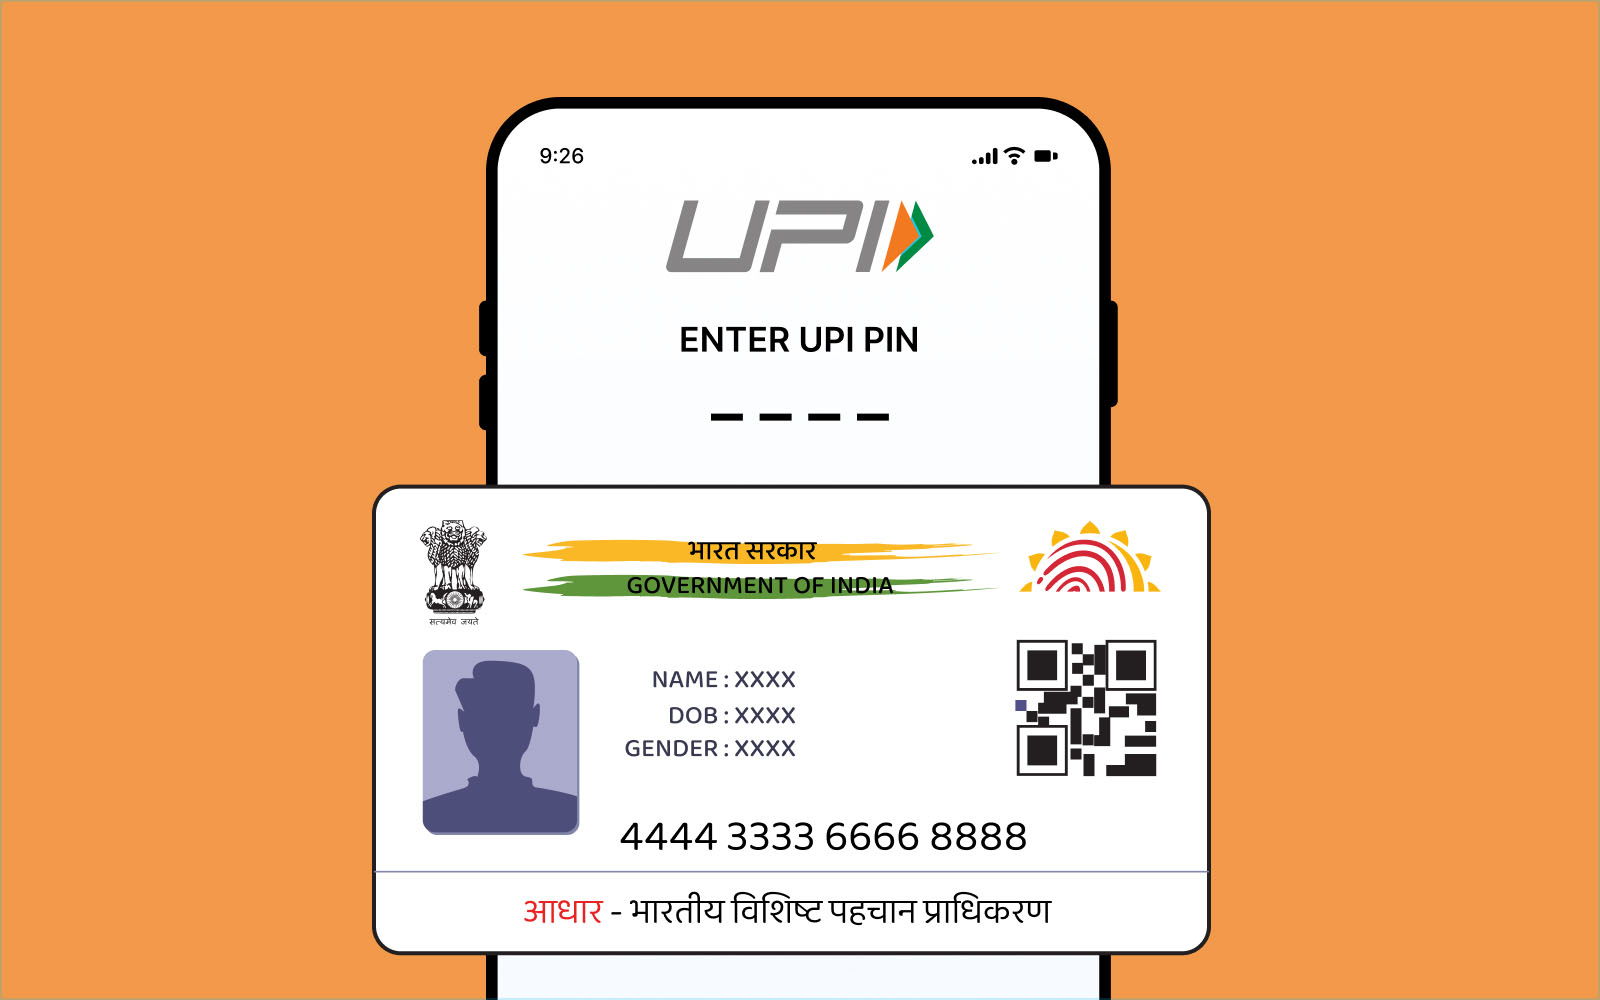 9:26
UPI
ENTER UPI PIN
भारत सरकार
GOVERNMENT OF INDIA
सत्यमेव जयते
NAME : XXXX
DOB : XXXX
GENDER : XXXX
4444 3333 6666 8888
आधार - भारतीय विशिष्ट पहचान प्राधिकरण